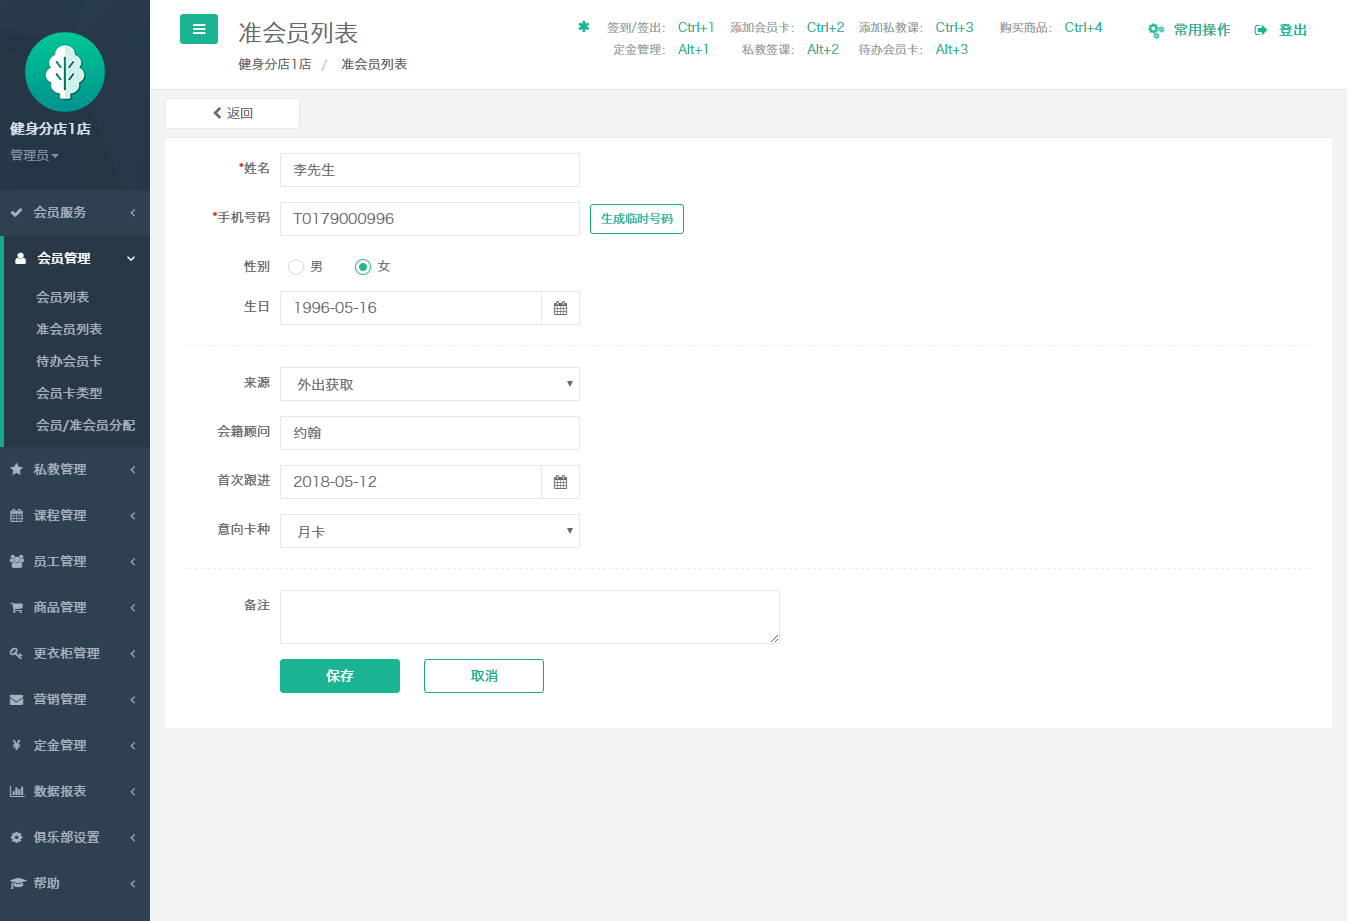 健身分店1店
管理员
会员服务
会员管理
会员列表
准会员列表
待办会员卡
会员卡类型
会员/准会员分配
私教管理
课程管理
员工管理
商品管理
更衣柜管理
营销管理
定金管理
数据报表
俱乐部设置
帮助
准会员列表
健身分店1店 / 准会员列表
签到/签出: Ctrl+1 添加会员卡: Ctrl+2 添加私教课: Ctrl+3 购买商品: Ctrl+4
定金管理: Alt+1 私教签课: Alt+2 待办会员卡: Alt+3
常用操作 登出
返回
*姓名 李先生
*手机号码 T0179000996 生成临时号码
性别 男 女
生日 1996-05-16
来源 外出获取
会籍顾问 约翰
首次跟进 2018-05-12
意向卡种 月卡
备注
保存 取消